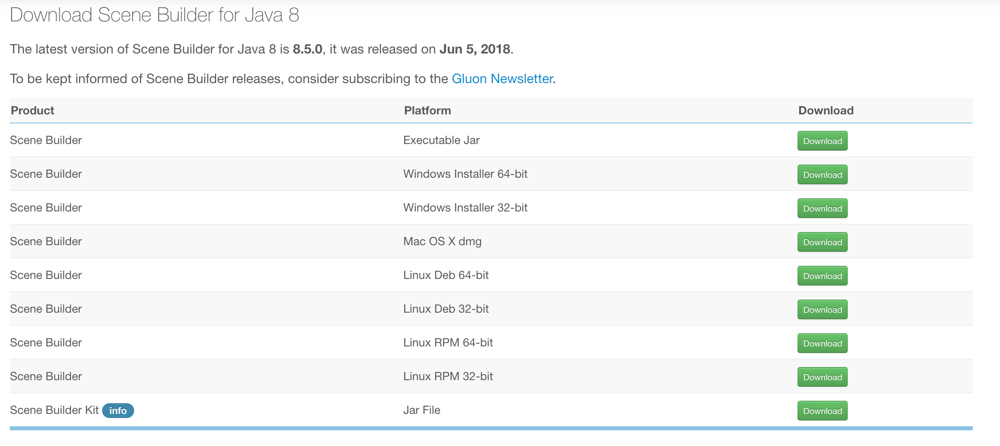 Download Scene Builder for Java 8
The latest version of Scene Builder for Java 8 is 8.5.0, it was released on Jun 5, 2018.
To be kept informed of Scene Builder releases, consider subscribing to the Gluon Newsletter.
Product Platform Download
Scene Builder Executable Jar Download
Scene Builder Windows Installer 64-bit Download
Scene Builder Windows Installer 32-bit Download
Scene Builder Mac OS X dmg Download
Scene Builder Linux Deb 64-bit Download
Scene Builder Linux Deb 32-bit Download
Scene Builder Linux RPM 64-bit Download
Scene Builder Linux RPM 32-bit Download
Scene Builder Kit info Jar File Download